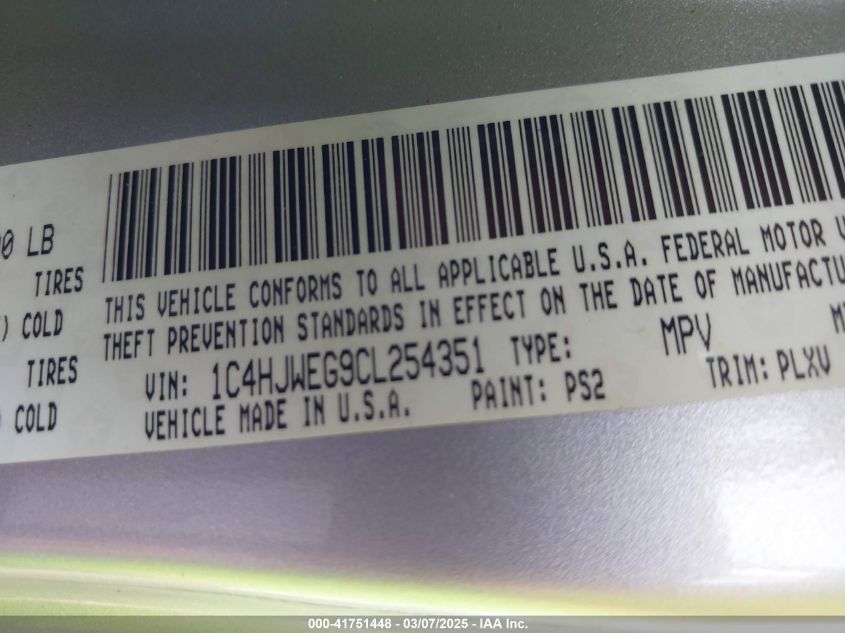 00 LB
TIRES
) COLD
TIRES
COLD
THIS VEHICLE CONFORMS TO ALL APPLICABLE U.S.A. FEDERAL MOTOR V
THEFT PREVENTION STANDARDS IN EFFECT ON THE DATE OF MANUFACTU
VIN: 1C4HJWEG9CL254351 TYPE: MPV
VEHICLE MADE IN U.S.A. PAINT: PS2 TRIM: PLXV
000-41751448 - 03/07/2025 - IAA Inc.